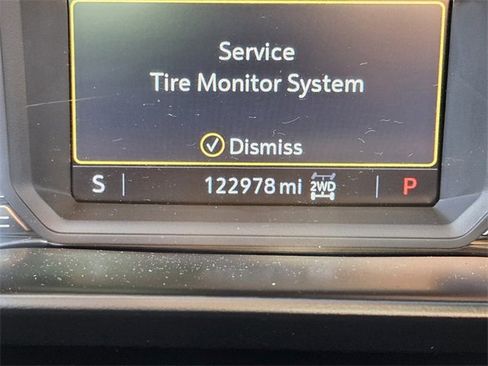 Service
Tire Monitor System
Dismiss
S 122978 mi 2WD P